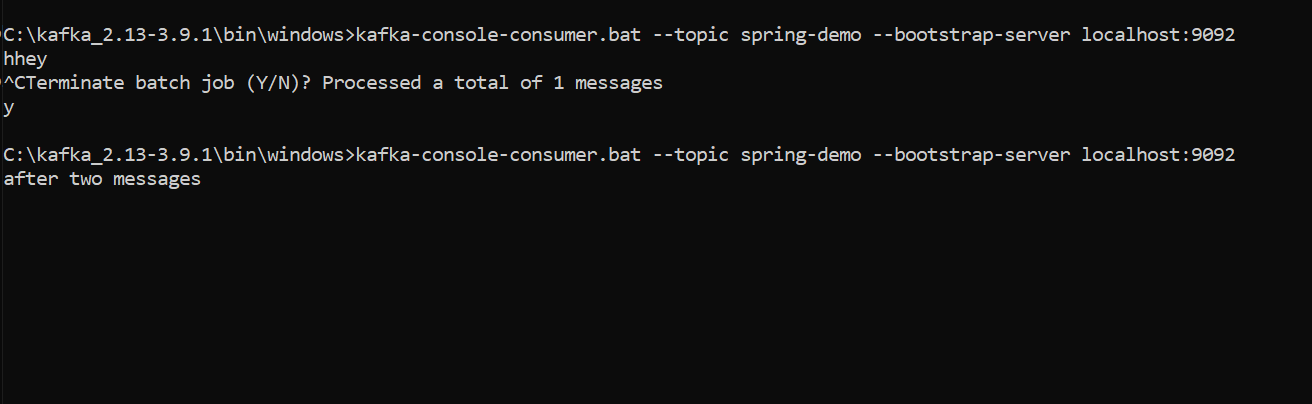 C:\kafka_2.13-3.9.1\bin\windows>kafka-console-consumer.bat --topic spring-demo --bootstrap-server localhost:9092
hhey
^CTerminate batch job (Y/N)? Processed a total of 1 messages
y
C:\kafka_2.13-3.9.1\bin\windows>kafka-console-consumer.bat --topic spring-demo --bootstrap-server localhost:9092
after two messages